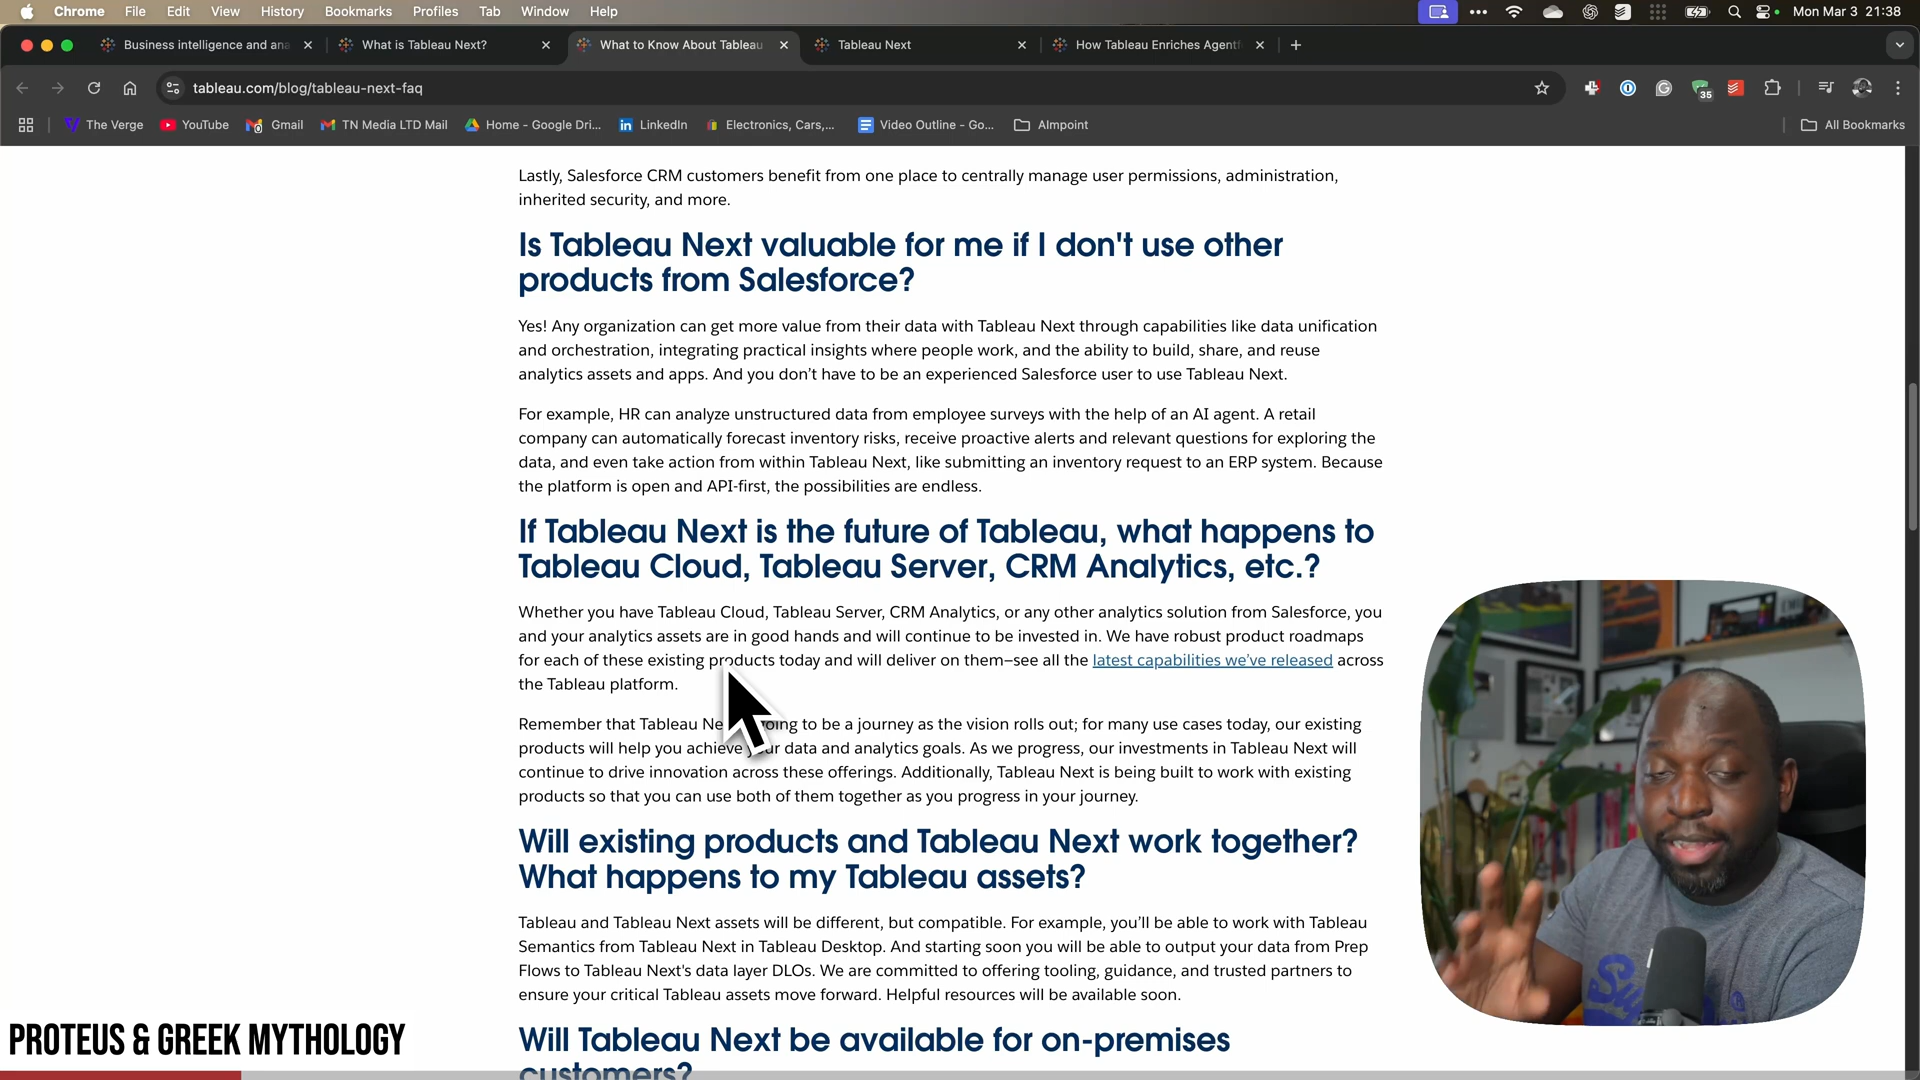 Chrome File Edit View History Bookmarks Profiles Tab Window Help Mon Mar 3 21:38
Business intelligence and ana What is Tableau Next? What to Know About Tableau Tableau Next How Tableau Enriches Agentf
tableau.com/blog/tableau-next-faq 35
The Verge YouTube Gmail TN Media LTD Mail Home - Google Dri... LinkedIn Electronics, Cars,... Video Outline - Go... AImpoint All Bookmarks
Lastly, Salesforce CRM customers benefit from one place to centrally manage user permissions, administration,
inherited security, and more.
Is Tableau Next valuable for me if I don't use other
products from Salesforce?
Yes! Any organization can get more value from their data with Tableau Next through capabilities like data unification
and orchestration, integrating practical insights where people work, and the ability to build, share, and reuse
analytics assets and apps. And you don’t have to be an experienced Salesforce user to use Tableau Next.
For example, HR can analyze unstructured data from employee surveys with the help of an AI agent. A retail
company can automatically forecast inventory risks, receive proactive alerts and relevant questions for exploring the
data, and even take action from within Tableau Next, like submitting an inventory request to an ERP system. Because
the platform is open and API-first, the possibilities are endless.
If Tableau Next is the future of Tableau, what happens to
Tableau Cloud, Tableau Server, CRM Analytics, etc.?
Whether you have Tableau Cloud, Tableau Server, CRM Analytics, or any other analytics solution from Salesforce, you
and your analytics assets are in good hands and will continue to be invested in. We have robust product roadmaps
for each of these existing products today and will deliver on them—see all the latest capabilities we’ve released across
the Tableau platform.
Remember that Tableau Ne going to be a journey as the vision rolls out; for many use cases today, our existing
products will help you achieve your data and analytics goals. As we progress, our investments in Tableau Next will
continue to drive innovation across these offerings. Additionally, Tableau Next is being built to work with existing
products so that you can use both of them together as you progress in your journey.
Will existing products and Tableau Next work together?
What happens to my Tableau assets?
Tableau and Tableau Next assets will be different, but compatible. For example, you’ll be able to work with Tableau
Semantics from Tableau Next in Tableau Desktop. And starting soon you will be able to output your data from Prep
Flows to Tableau Next's data layer DLOs. We are committed to offering tooling, guidance, and trusted partners to
ensure your critical Tableau assets move forward. Helpful resources will be available soon.
Will Tableau Next be available for on-premises
customers?
PROTEUS & GREEK MYTHOLOGY